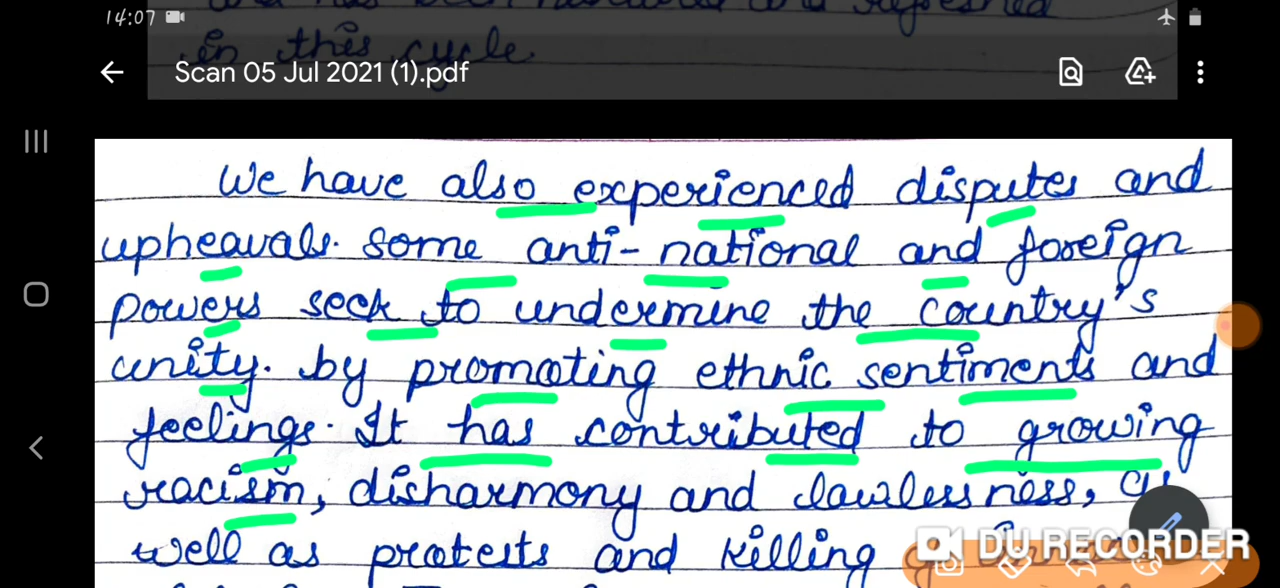 14:07
in this cycle.
Scan 05 Jul 2021 (1).pdf
We have also experienced disputes and
upheavals. Some anti-national and foreign
powers seek to undermine the country's
unity. by promoting ethnic sentiments and
feelings. It has contributed to growing
racism, disharmony and lawlessness, as
well as protests and killing of
DU RECORDER